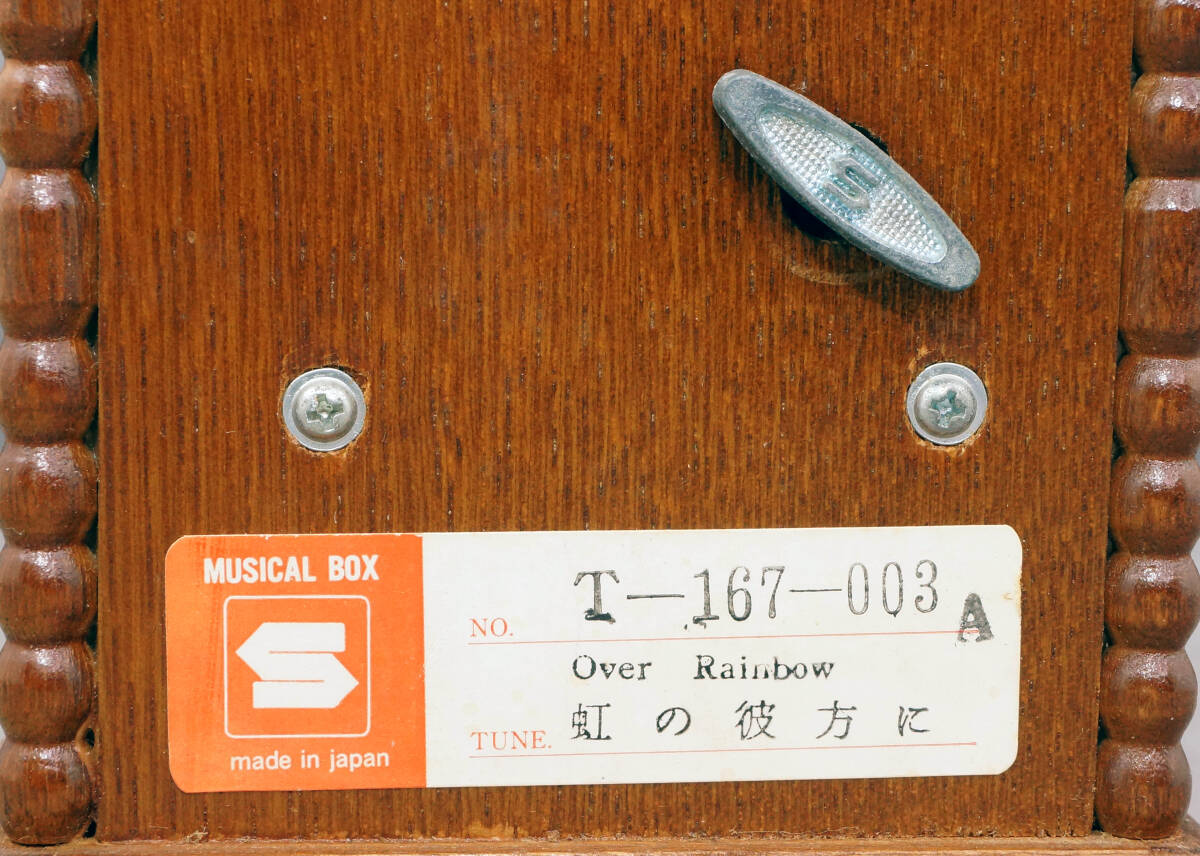 S
MUSICAL BOX
S
made in japan
NO. T-167-003 A
Over Rainbow
TUNE. 虹の彼方に